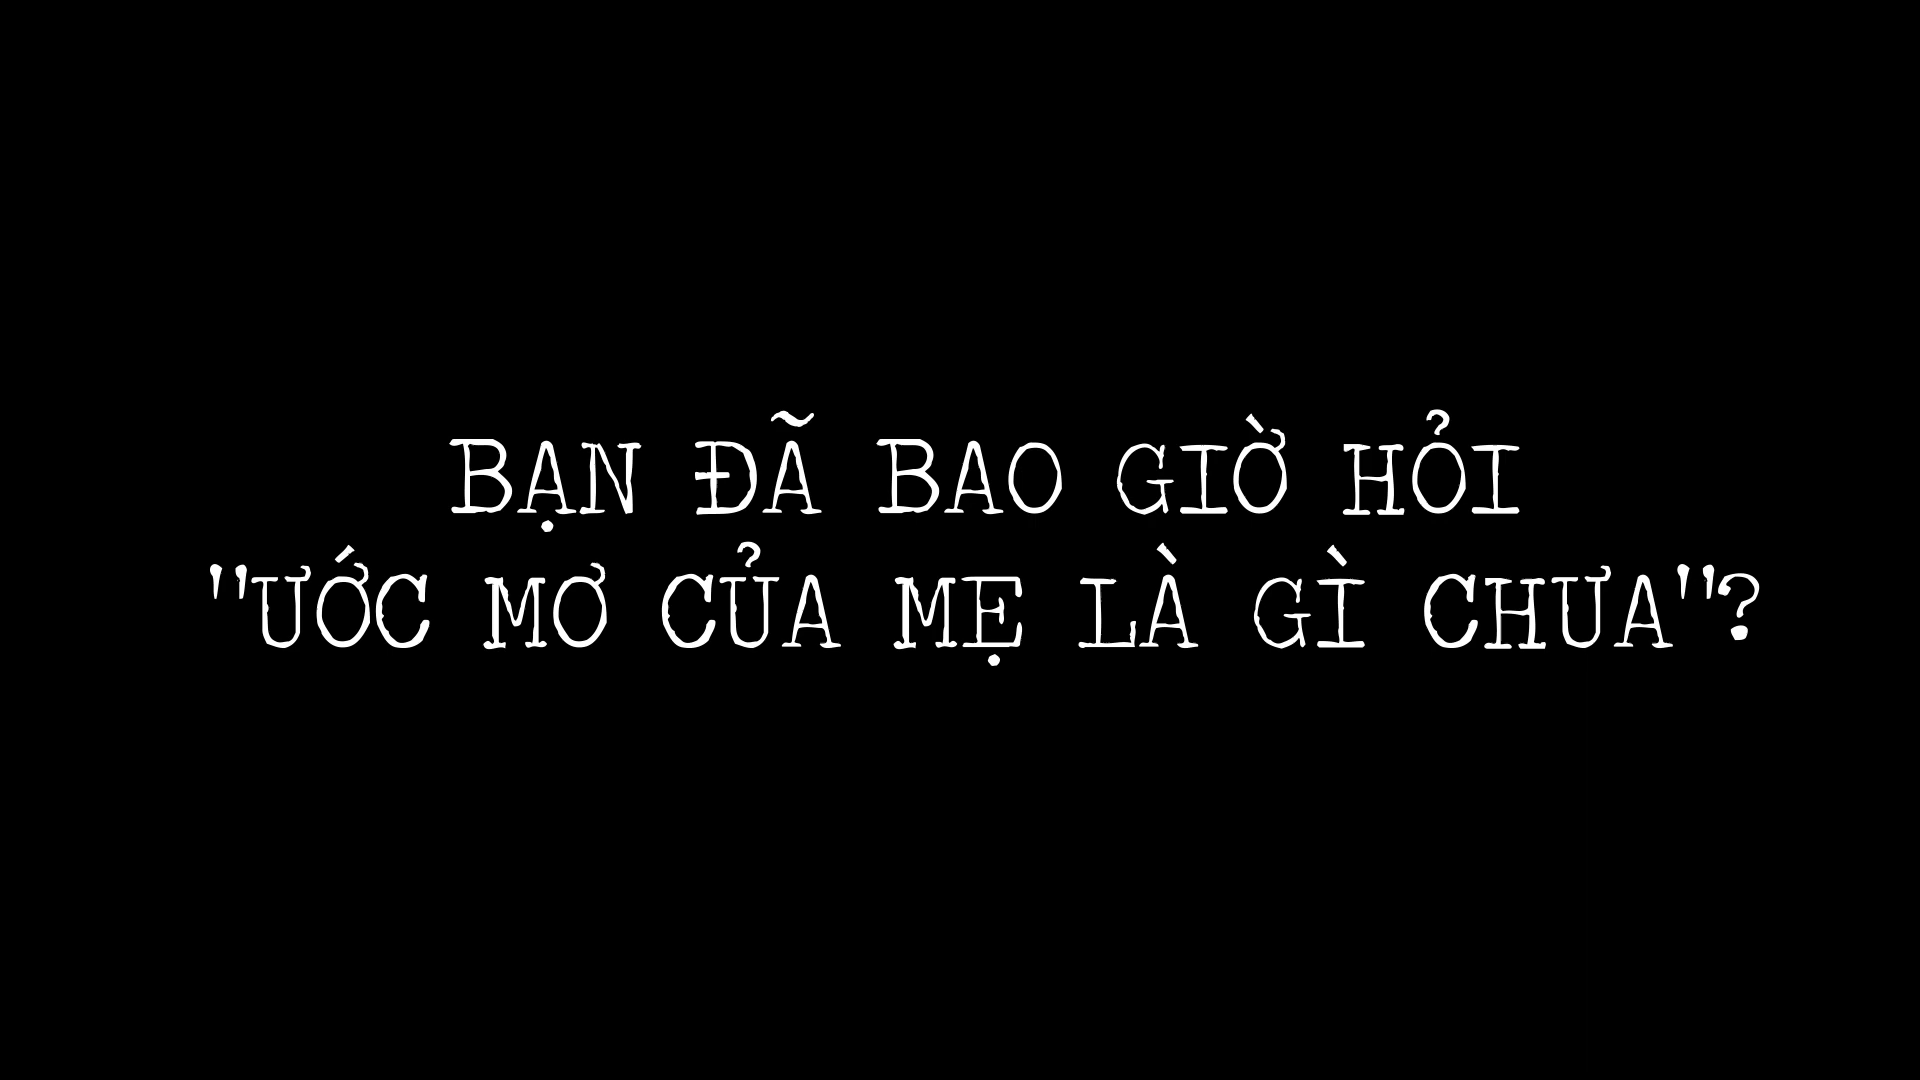 BẠN ĐÃ BAO GIỜ HỎI
"ƯỚC MƠ CỦA MẸ LÀ GÌ CHƯA"?